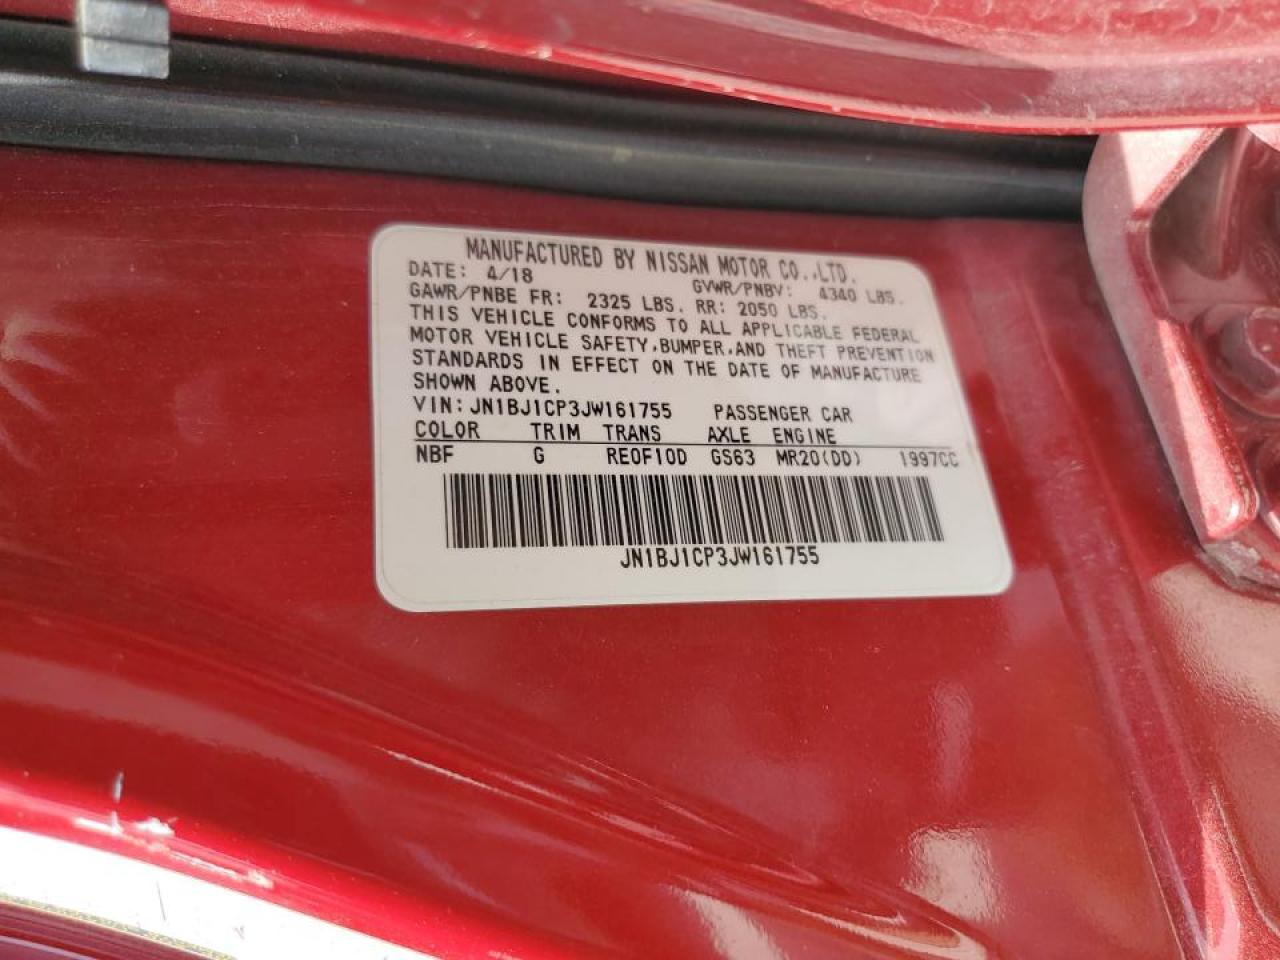 MANUFACTURED BY NISSAN MOTOR CO.,LTD.
DATE: 4/18 GVWR/PNBV: 4340 LBS.
GAWR/PNBE FR: 2325 LBS. RR: 2050 LBS.
THIS VEHICLE CONFORMS TO ALL APPLICABLE FEDERAL
MOTOR VEHICLE SAFETY,BUMPER,AND THEFT PREVENTION
STANDARDS IN EFFECT ON THE DATE OF MANUFACTURE
SHOWN ABOVE.
VIN:JN1BJ1CP3JW161755 PASSENGER CAR
COLOR TRIM TRANS AXLE ENGINE
NBF G RE0F10D GS63 MR20(DD) 1997CC
JN1BJ1CP3JW161755